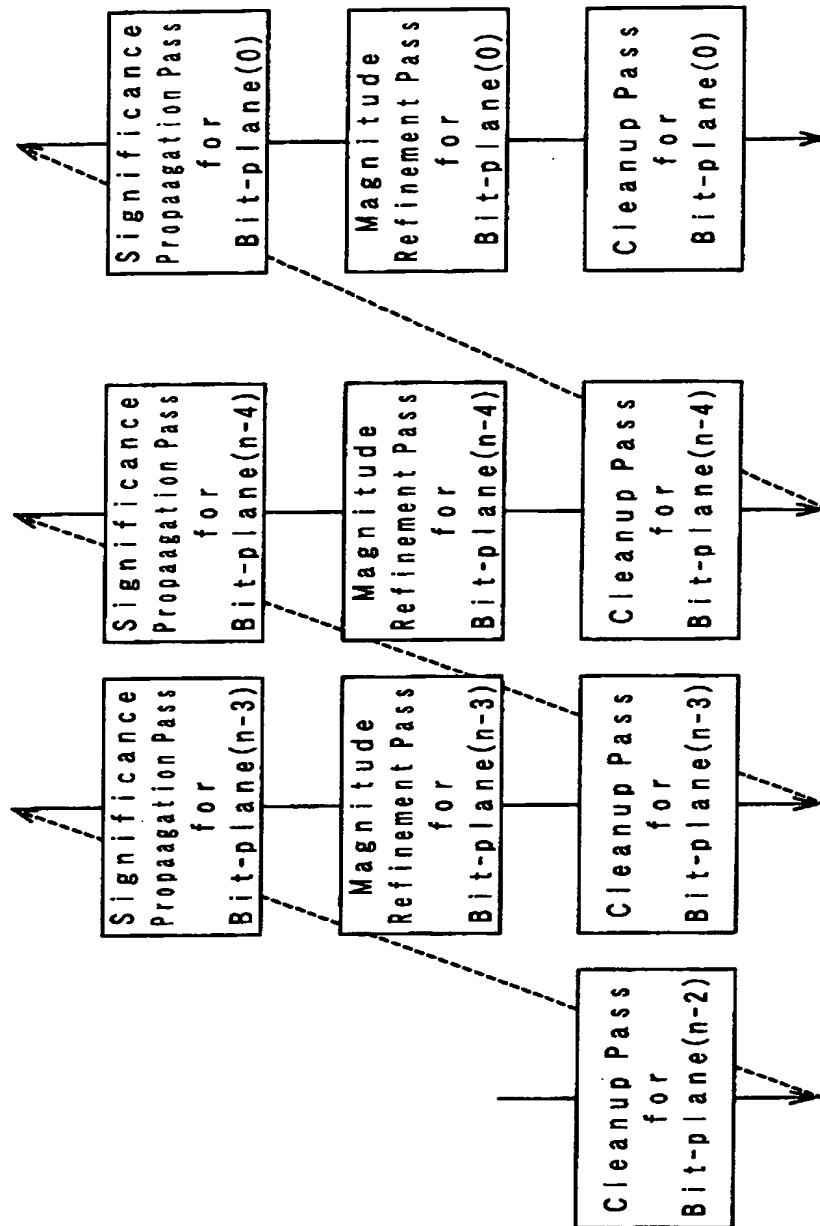 Cleanup Pass
for
Bit-plane(n-2)
Significance
Propaagation Pass
for
Bit-plane(n-3)
Magnitude
Refinement Pass
for
Bit-plane(n-3)
Cleanup Pass
for
Bit-plane(n-3)
Significance
Propaagation Pass
for
Bit-plane(n-4)
Magnitude
Refinement Pass
for
Bit-plane(n-4)
Cleanup Pass
for
Bit-plane(n-4)
Significance
Propaagation Pass
for
Bit-plane(0)
Magnitude
Refinement Pass
for
Bit-plane(0)
Cleanup Pass
for
Bit-plane(0)